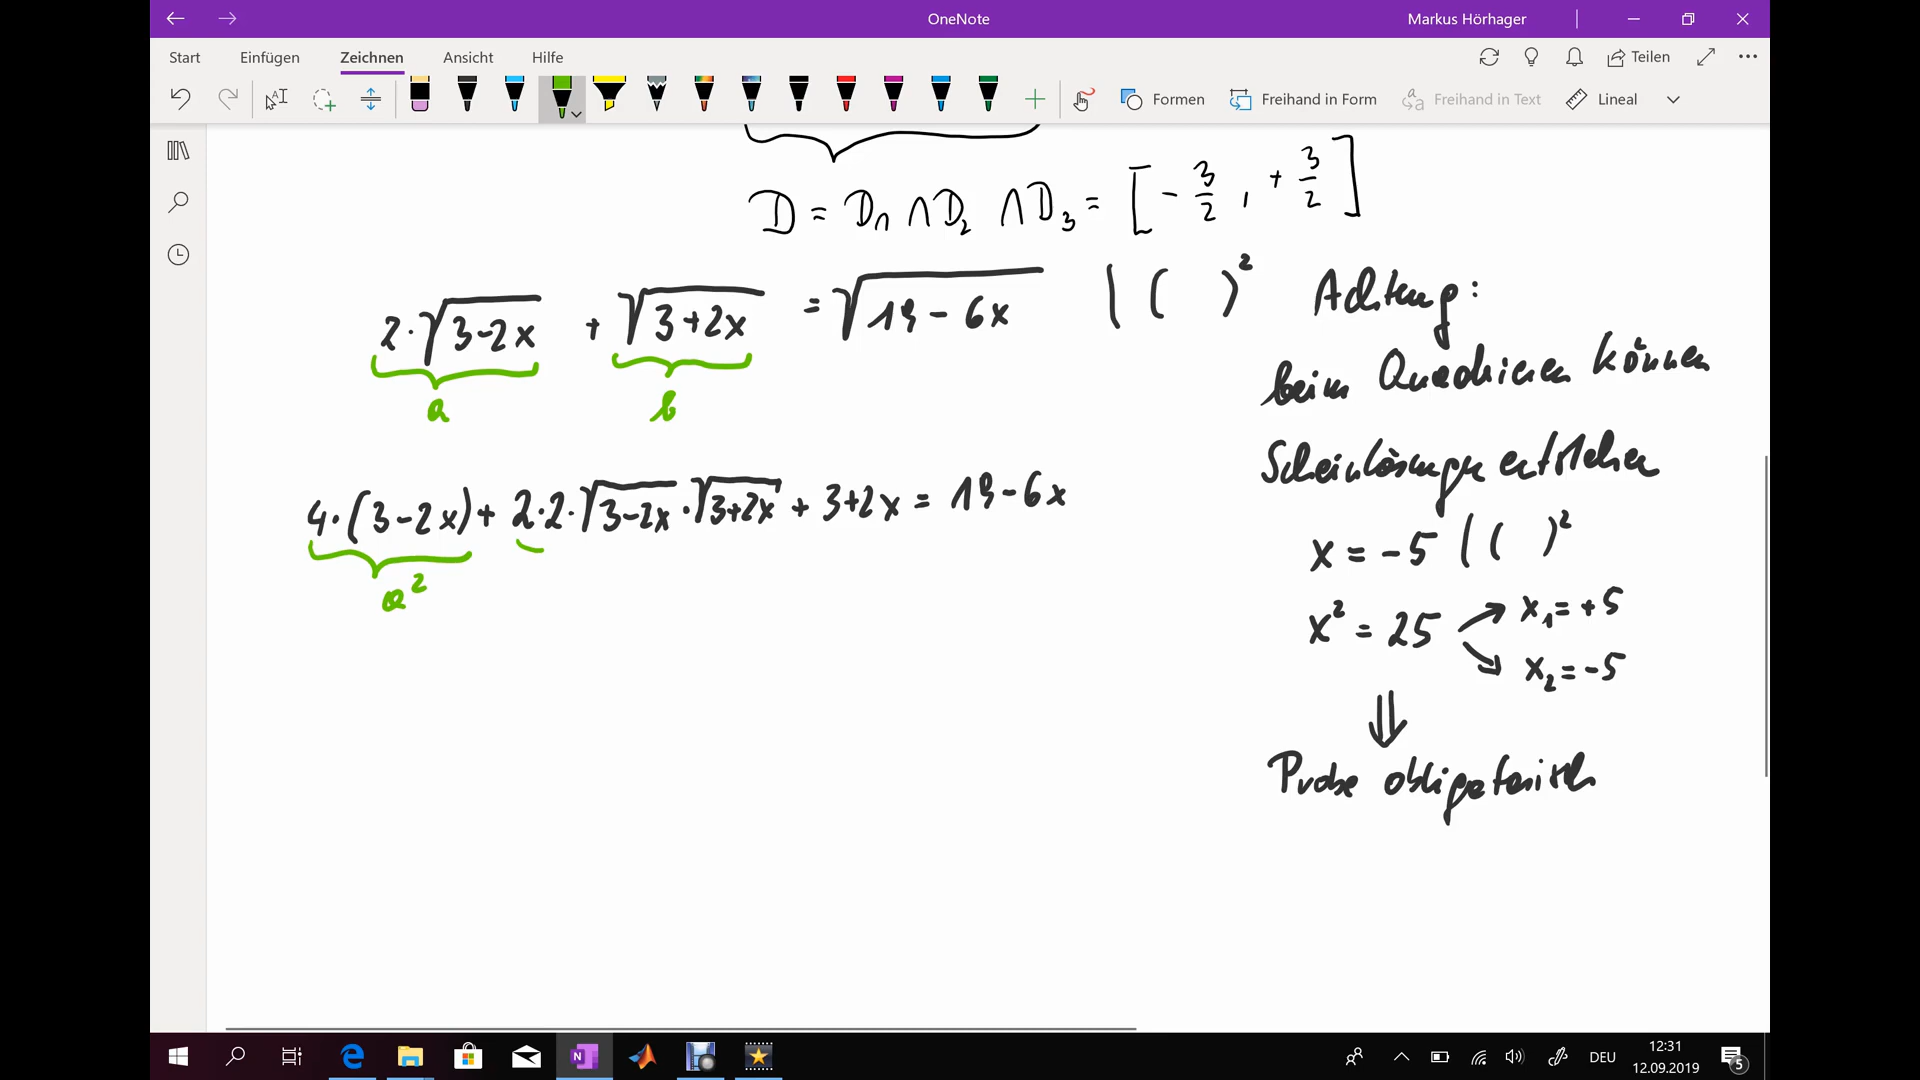 OneNote
Markus Hörhager
Start Einfügen Zeichnen Ansicht Hilfe
Teilen
Formen Freihand in Form Freihand in Text Lineal
D = D₁ ∩ D₂ ∩ D₃ = [ - 3/2 , + 3/2 ]
2·√(3-2x) + √(3+2x) = √(19-6x) | ( )² Achtung:
a b
beim Quadrieren können
Scheinlösungen entstehen
4·(3-2x) + 2·2·√(3-2x)·√(3+2x) + 3+2x = 19-6x
a²
x = -5 | ( )²
x² = 25
x₁ = +5
x₂ = -5
⇓
Probe obligatorisch
DEU
12:31
12.09.2019
5